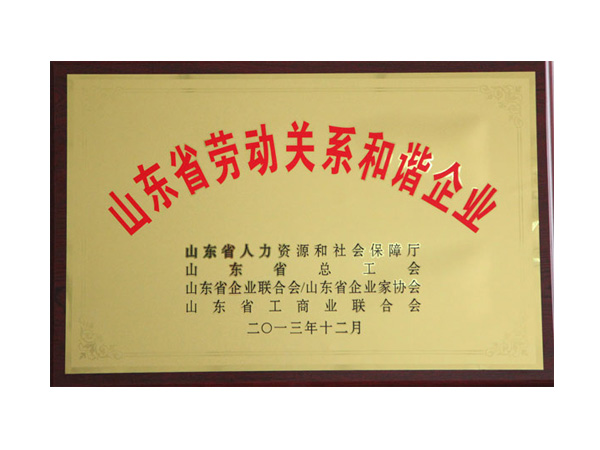 山东省劳动关系和谐企业
山东省人力资源和社会保障厅
山东省总工会
山东省企业联合会/山东省企业家协会
山东省工商业联合会
二〇一三年十二月